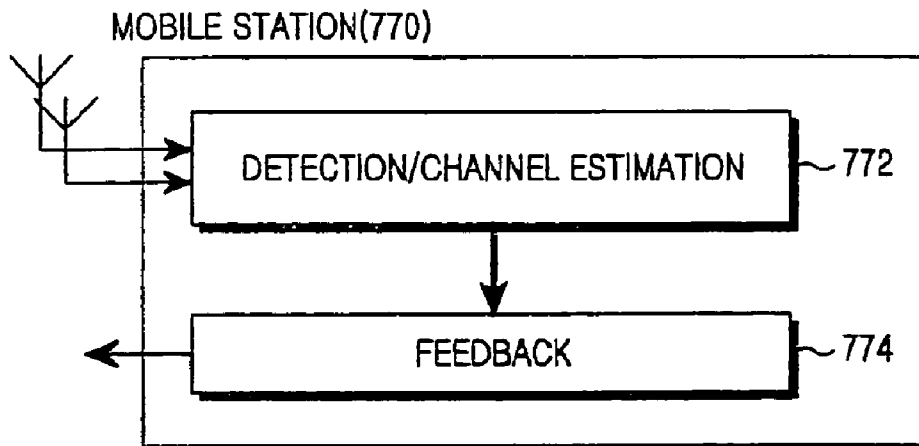 MOBILE STATION(770)
DETECTION/CHANNEL ESTIMATION
772
FEEDBACK
774